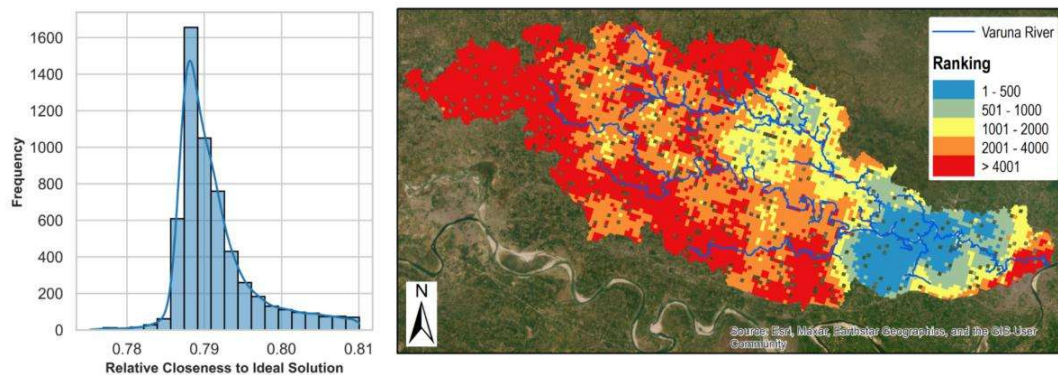 1600
1400
1200
1000
800
600
400
200
0
Frequency
0.78
0.79
0.80
0.81
Relative Closeness to Ideal Solution
Varuna River
Ranking
1 - 500
501 - 1000
1001 - 2000
2001 - 4000
> 4001
N
Source: Esri, Maxar, Earthstar Geographics, and the GIS User
Community